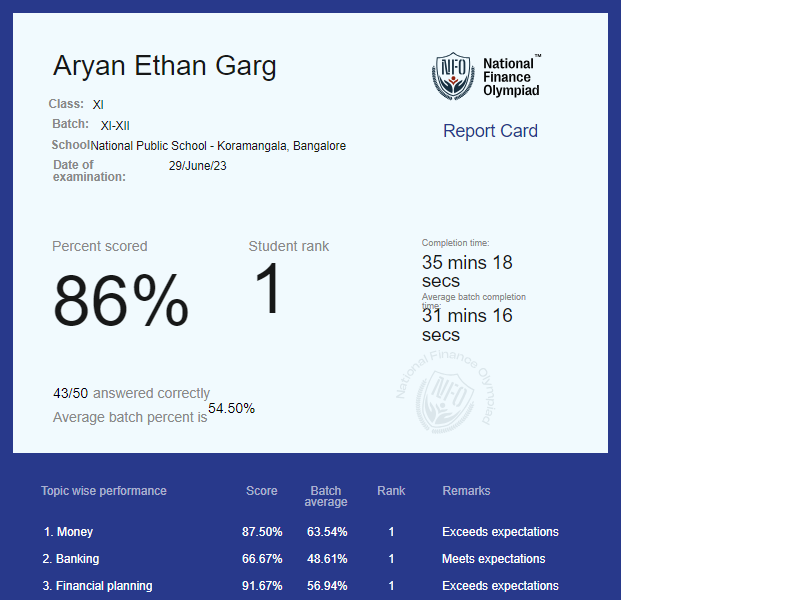 Aryan Ethan Garg
NFO
National
Finance
Olympiad
™
Class: XI
Batch: XI-XII
Report Card
School National Public School - Koramangala, Bangalore
Date of
examination: 29/June/23
Percent scored
86%
Student rank
1
Completion time:
35 mins 18
secs
Average batch completion
time:
31 mins 16
secs
National Finance Olympiad
NFO
43/50 answered correctly
Average batch percent is 54.50%
Topic wise performance Score Batch average Rank Remarks
1. Money 87.50% 63.54% 1 Exceeds expectations
2. Banking 66.67% 48.61% 1 Meets expectations
3. Financial planning 91.67% 56.94% 1 Exceeds expectations